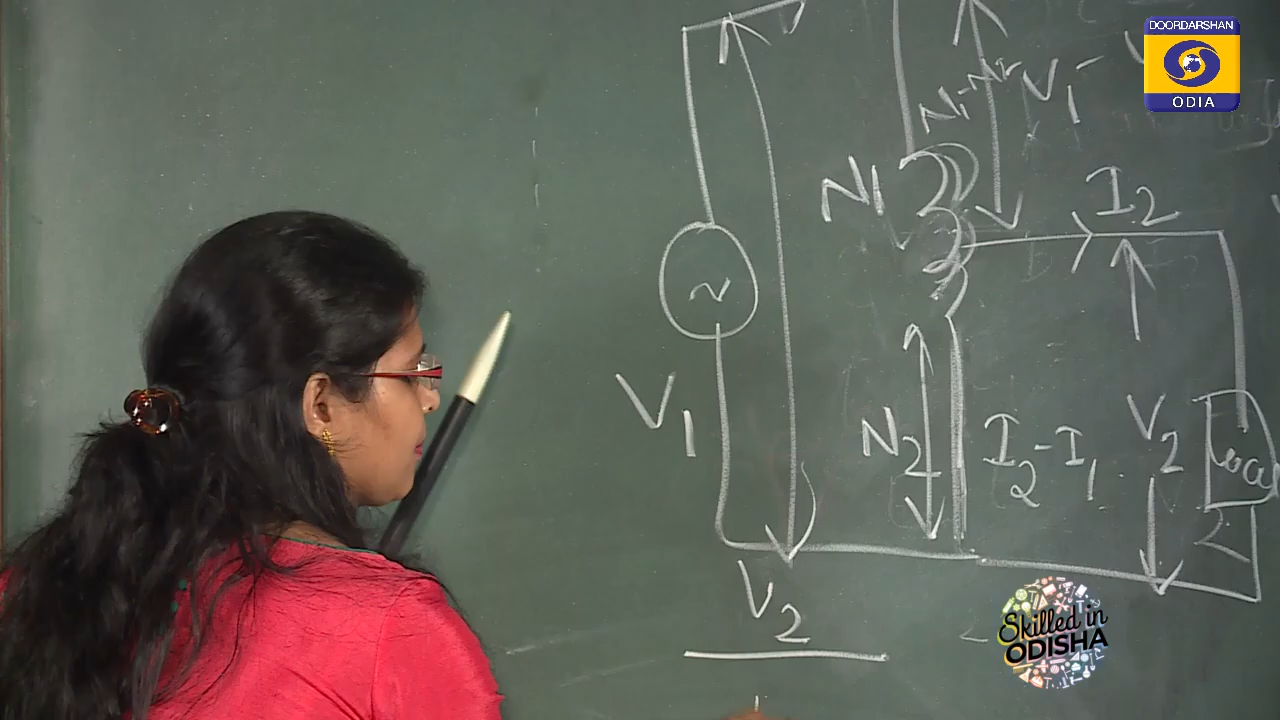 DOORDARSHAN
ODIA
N1-N2
V1-
N1
I2
V1
N2
I2-I1
V2
V2
Skilled in
ODISHA